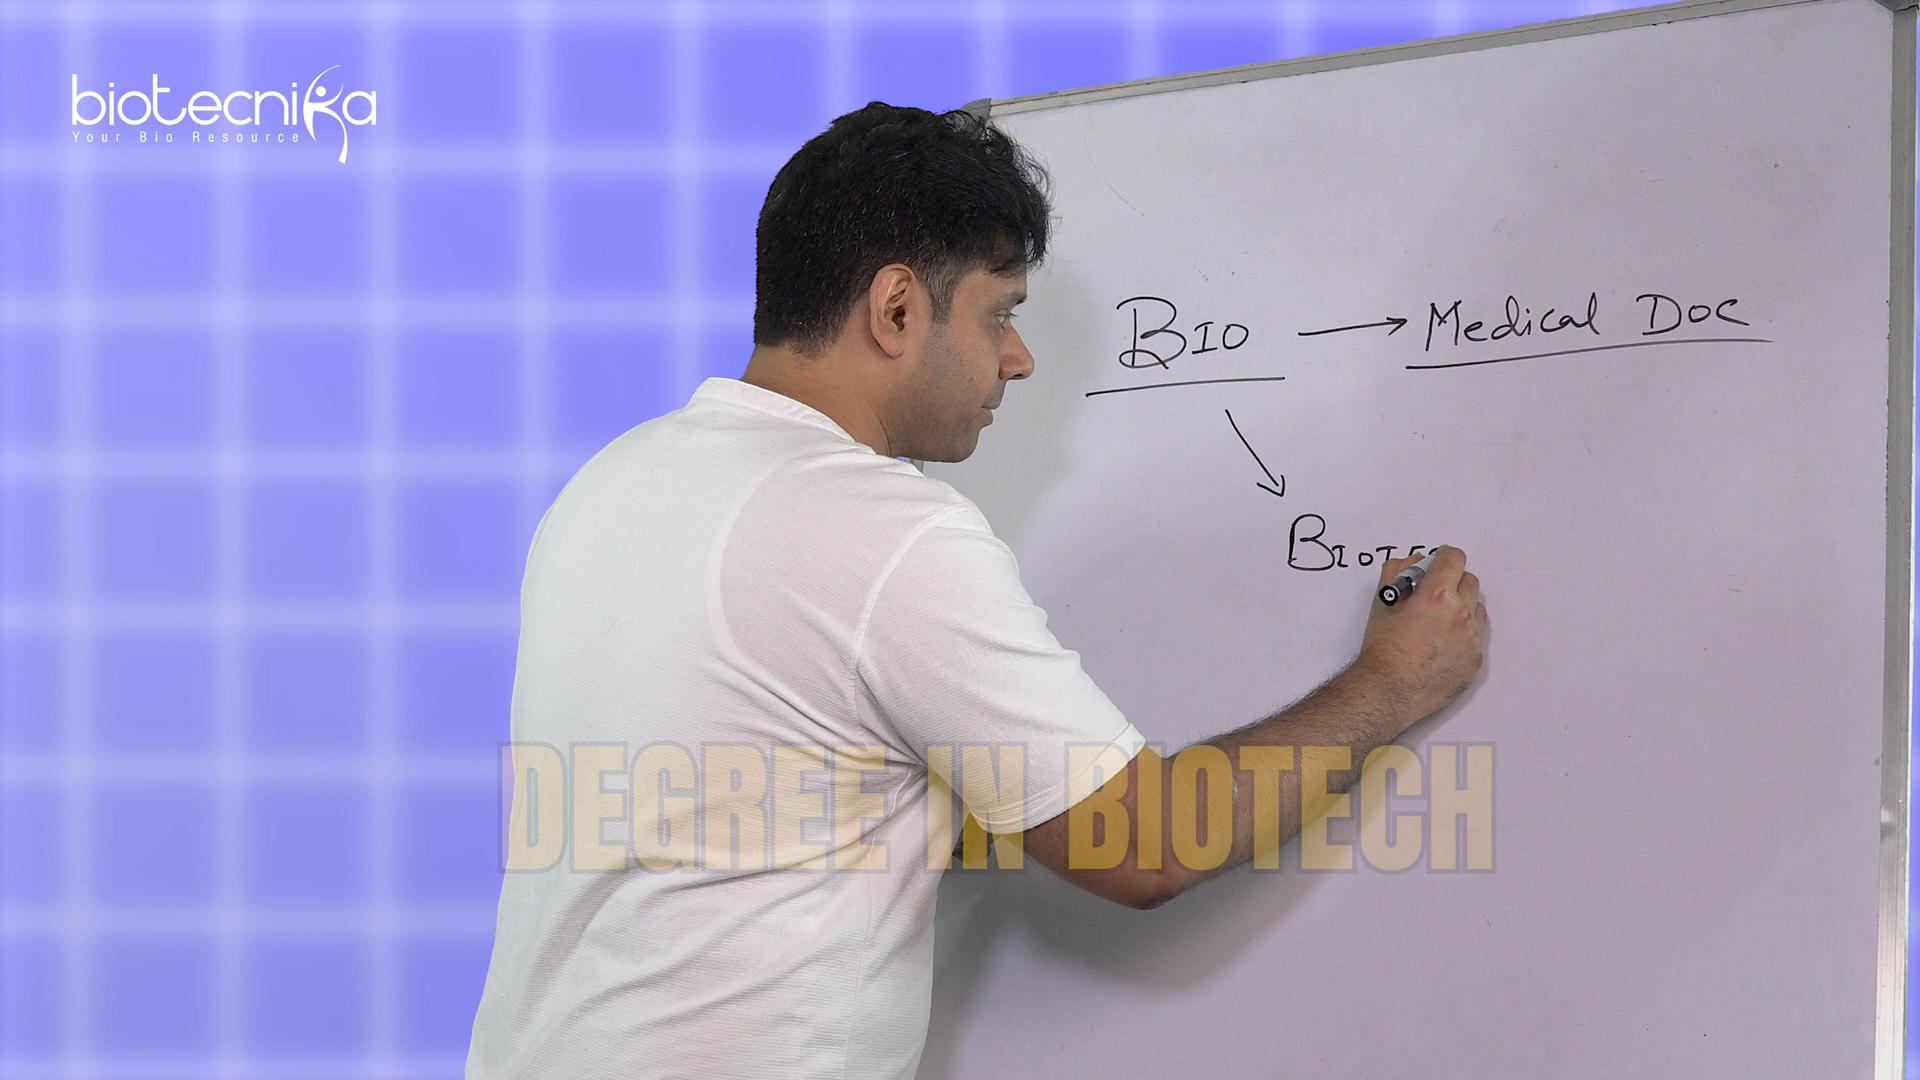 biotecnika
Your Bio Resource
BIO → Medical Doc
BIOTE
DEGREE IN BIOTECH